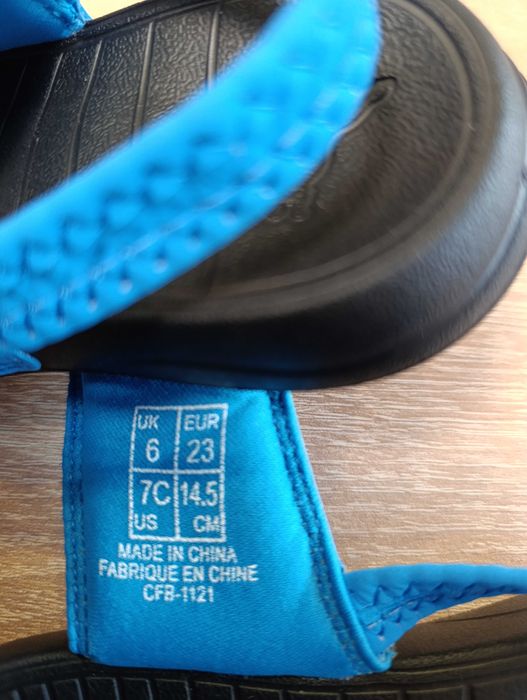 UK EUR
6 23
7C 14.5
US CM
MADE IN CHINA
FABRIQUE EN CHINE
CFB-1121